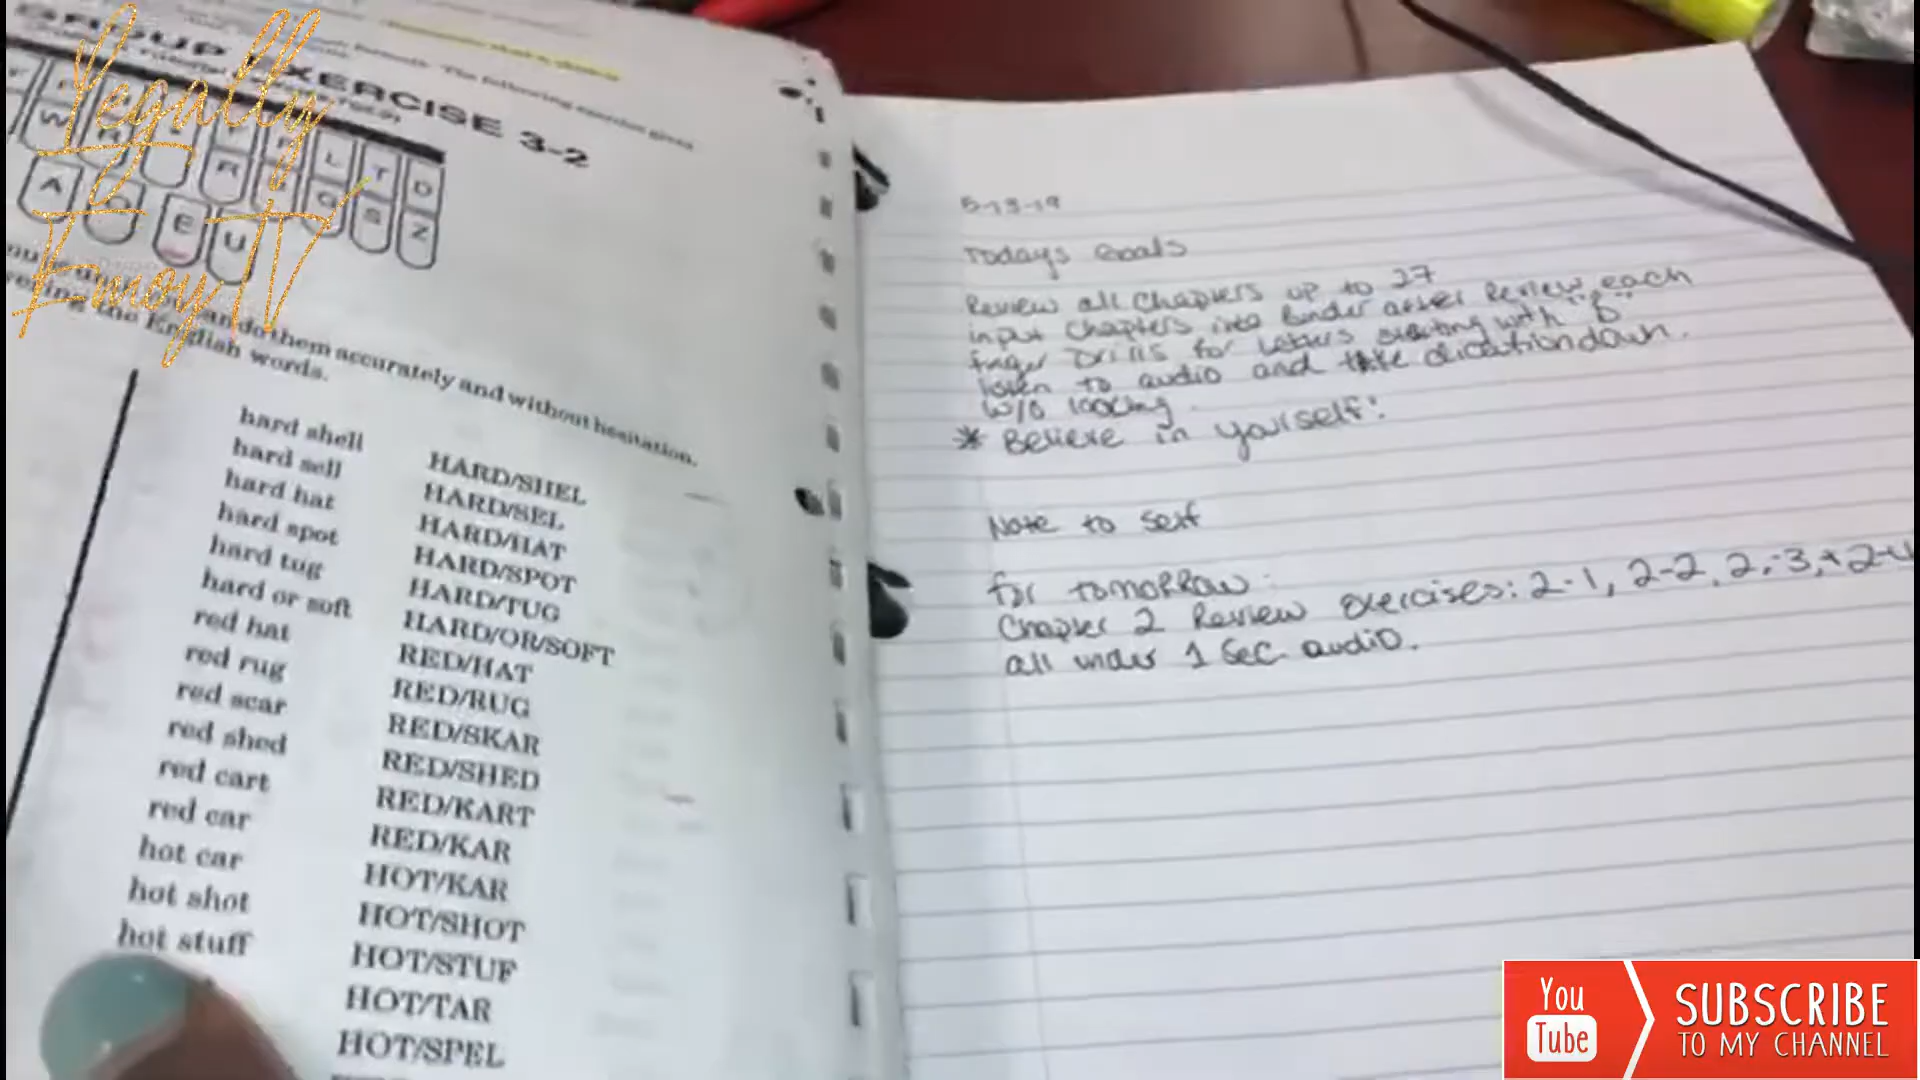 Legally
EmoyTV
EXERCISE 3-2
The following exercise gives
L T D
W R G S Z
A O E U
do them accurately and without hesitation.
the English words.
hard shell HARD/SHEL
hard sell HARD/SEL
hard hat HARD/HAT
hard spot HARD/SPOT
hard tug HARD/TUG
hard or soft HARD/OR/SOFT
red hat RED/HAT
red rug RED/RUG
red scar RED/SKAR
red shed RED/SHED
red cart RED/KART
red car RED/KAR
hot car HOT/KAR
hot shot HOT/SHOT
hot stuff HOT/STUF
HOT/TAR
HOT/SPEL
5-13-19
Todays Goals
Review all chapters up to 27
input chapters into Binder after Review each
finger Drills for letters starting with "D"
listen to audio and take dictation down.
w/o looking.
* Believe in yourself!
Note to self
for tomorrow:
Chapter 2 Review exercises: 2-1, 2-2, 2-3, + 2-4
all under 1 sec audio.
You
Tube
SUBSCRIBE
TO MY CHANNEL